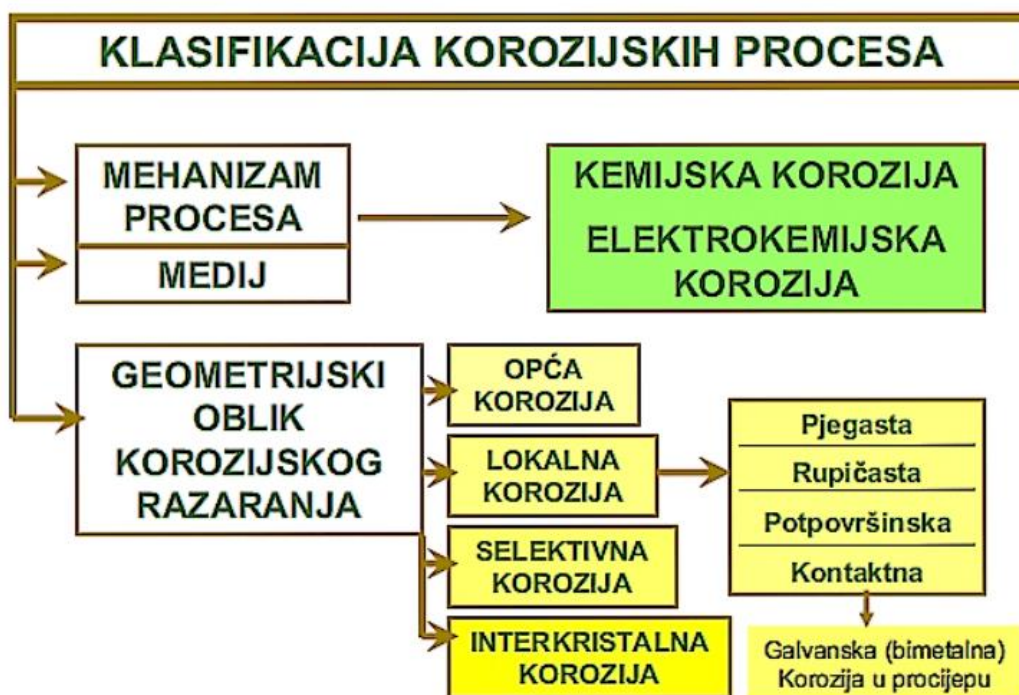 KLASIFIKACIJA KOROZIJSKIH PROCESA
MEHANIZAM
PROCESA
MEDIJ
KEMIJSKA KOROZIJA
ELEKTROKEMIJSKA
KOROZIJA
GEOMETRIJSKI
OBLIK
KOROZIJSKOG
RAZARANJA
OPĆA
KOROZIJA
LOKALNA
KOROZIJA
SELEKTIVNA
KOROZIJA
INTERKRISTALNA
KOROZIJA
Pjegasta
Rupičasta
Potpovršinska
Kontaktna
Galvanska (bimetalna)
Korozija u procijepu